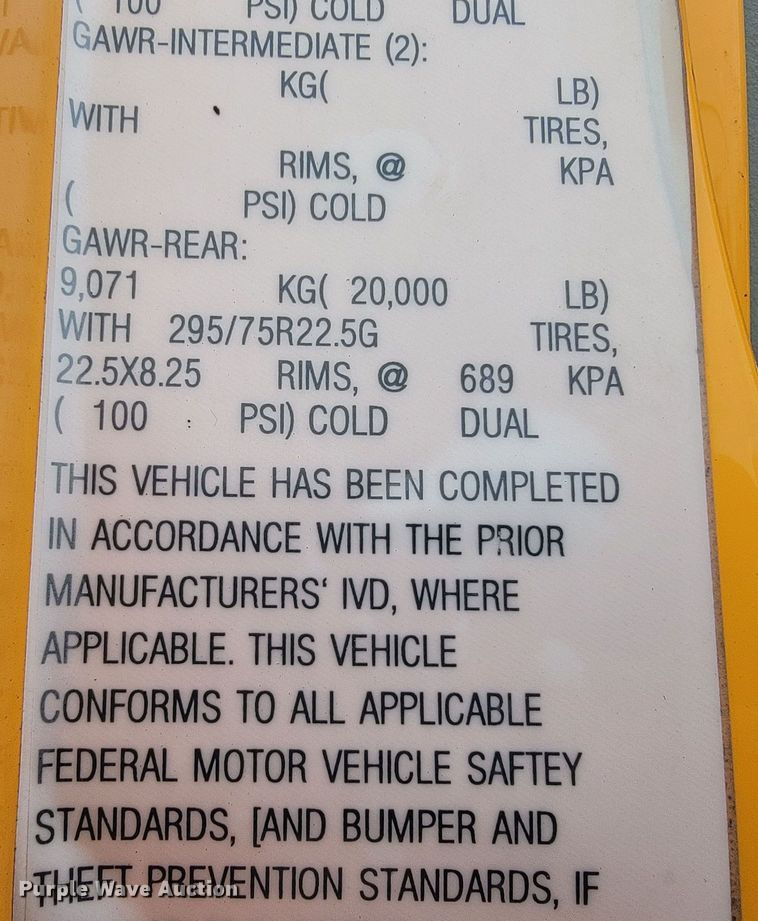 ( 100 PSI) COLD DUAL
GAWR-INTERMEDIATE (2):
KG( LB)
WITH TIRES,
RIMS, @ KPA
( PSI) COLD
GAWR-REAR:
9,071 KG( 20,000 LB)
WITH 295/75R22.5G TIRES,
22.5X8.25 RIMS, @ 689 KPA
( 100 PSI) COLD DUAL
THIS VEHICLE HAS BEEN COMPLETED
IN ACCORDANCE WITH THE PRIOR
MANUFACTURERS' IVD, WHERE
APPLICABLE. THIS VEHICLE
CONFORMS TO ALL APPLICABLE
FEDERAL MOTOR VEHICLE SAFTEY
STANDARDS, [AND BUMPER AND
THEFT PREVENTION STANDARDS, IF
Purple Wave Auction